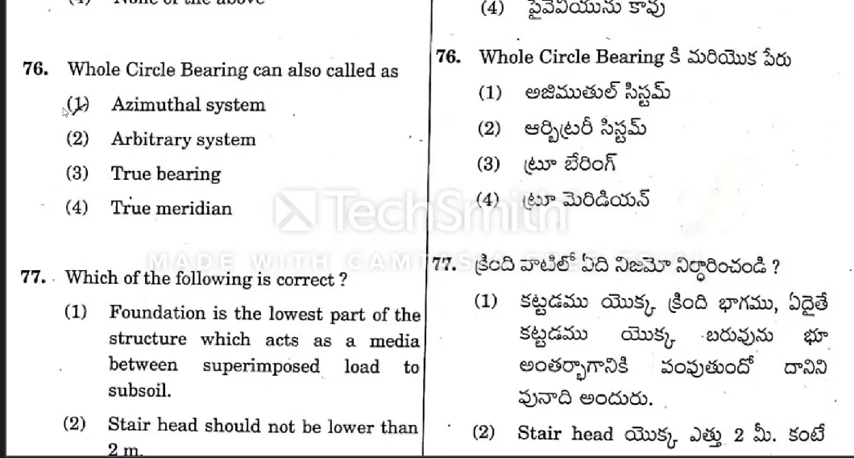 (4) None of the above
76. Whole Circle Bearing can also called as
(1) Azimuthal system
(2) Arbitrary system
(3) True bearing
(4) True meridian
77. Which of the following is correct ?
(1) Foundation is the lowest part of the
structure which acts as a media
between superimposed load to
subsoil.
(2) Stair head should not be lower than
2 m.
(4) పైవేవియును కావు
76. Whole Circle Bearing కి మరియొక పేరు
(1) అజిముతుల్ సిస్టమ్
(2) ఆర్బిట్రరీ సిస్టమ్
(3) ట్రూ బేరింగ్
(4) ట్రూ మెరిడియన్
77. క్రింది వాటిలో ఏది నిజమో నిర్ధారించండి ?
(1) కట్టడము యొక్క క్రింది భాగము, ఏదైతే
కట్టడము యొక్క బరువును భూ
అంతర్భాగానికి పంపుతుందో దానిని
పునాది అందురు.
(2) Stair head యొక్క ఎత్తు 2 మీ. కంటే
TechSmith
MADE WITH